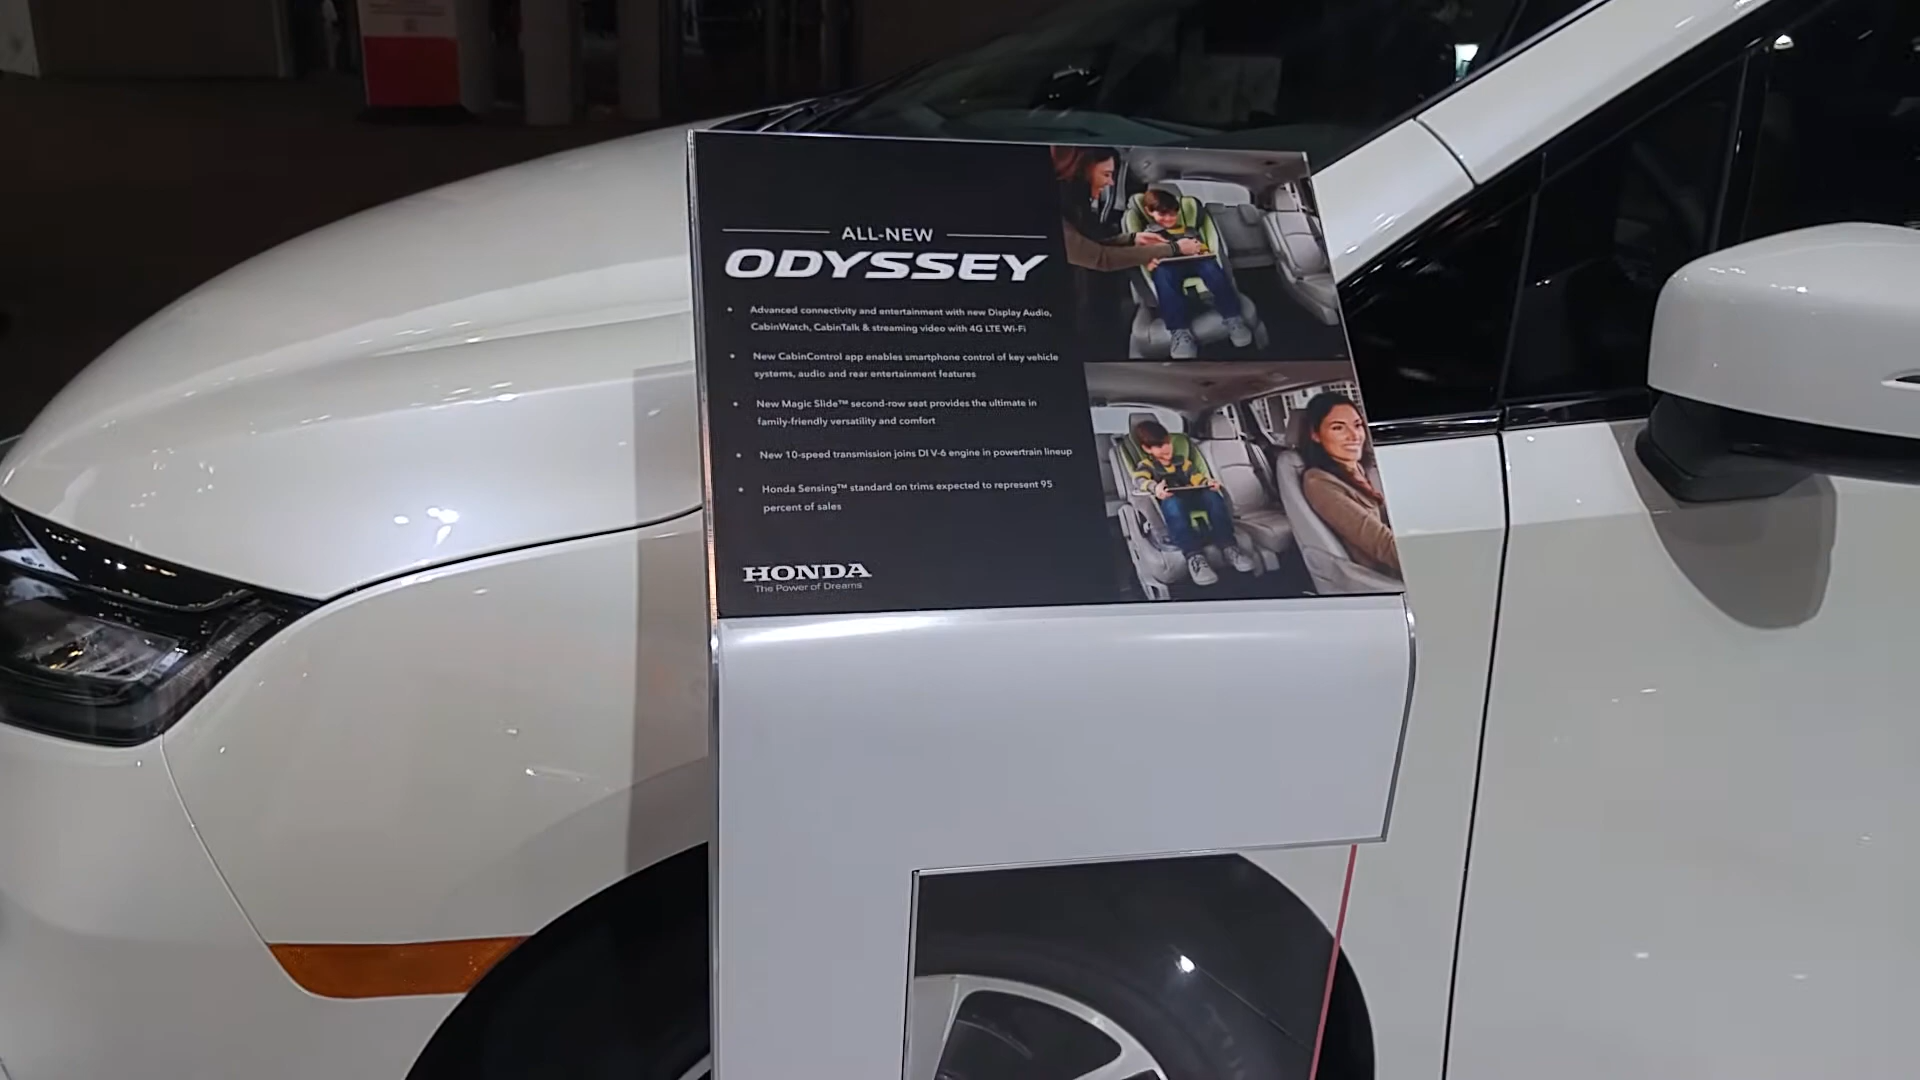 ALL-NEW
ODYSSEY
• Advanced connectivity and entertainment with new Display Audio,
CabinWatch, CabinTalk & streaming video with 4G LTE Wi-Fi
• New CabinControl app enables smartphone control of key vehicle
systems, audio and rear entertainment features
• New Magic Slide™ second-row seat provides the ultimate in
family-friendly versatility and comfort
• New 10-speed transmission joins DI V-6 engine in powertrain lineup
• Honda Sensing™ standard on trims expected to represent 95
percent of sales
HONDA
The Power of Dreams